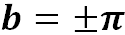 b = ±π